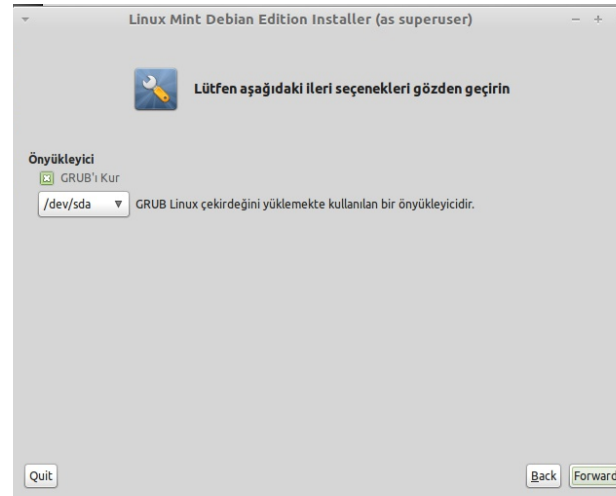 Linux Mint Debian Edition Installer (as superuser)
Lütfen aşağıdaki ileri seçenekleri gözden geçirin
Önyükleyici
GRUB'ı Kur
/dev/sda GRUB Linux çekirdeğini yüklemekte kullanılan bir önyükleyicidir.
Quit Back Forward